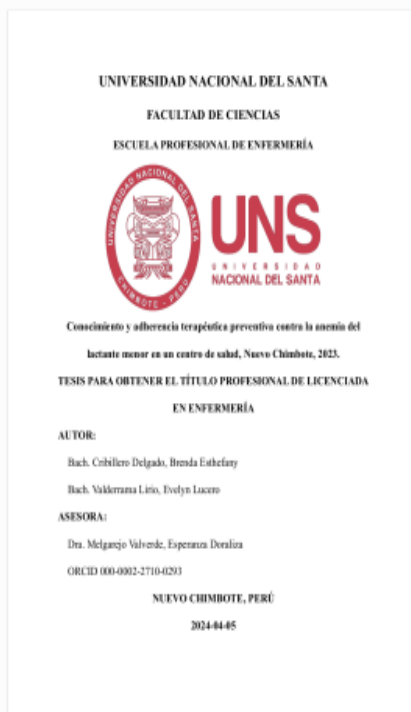 UNIVERSIDAD NACIONAL DEL SANTA
FACULTAD DE CIENCIAS
ESCUELA PROFESIONAL DE ENFERMERÍA
UNIVERSIDAD NACIONAL DEL SANTA
CHIMBOTE - PERÚ
UNS
UNIVERSIDAD
NACIONAL DEL SANTA
Conocimiento y adherencia terapéutica preventiva contra la anemia del
lactante menor en un centro de salud, Nuevo Chimbote, 2023.
TESIS PARA OBTENER EL TÍTULO PROFESIONAL DE LICENCIADA
EN ENFERMERÍA
AUTOR:
Bach. Cribillero Delgado, Brenda Esthefany
Bach. Valderrama Lirio, Evelyn Lucero
ASESORA:
Dra. Melgarejo Valverde, Esperanza Doraliza
ORCID 000-0002-2710-0293
NUEVO CHIMBOTE, PERÚ
2024-04-05